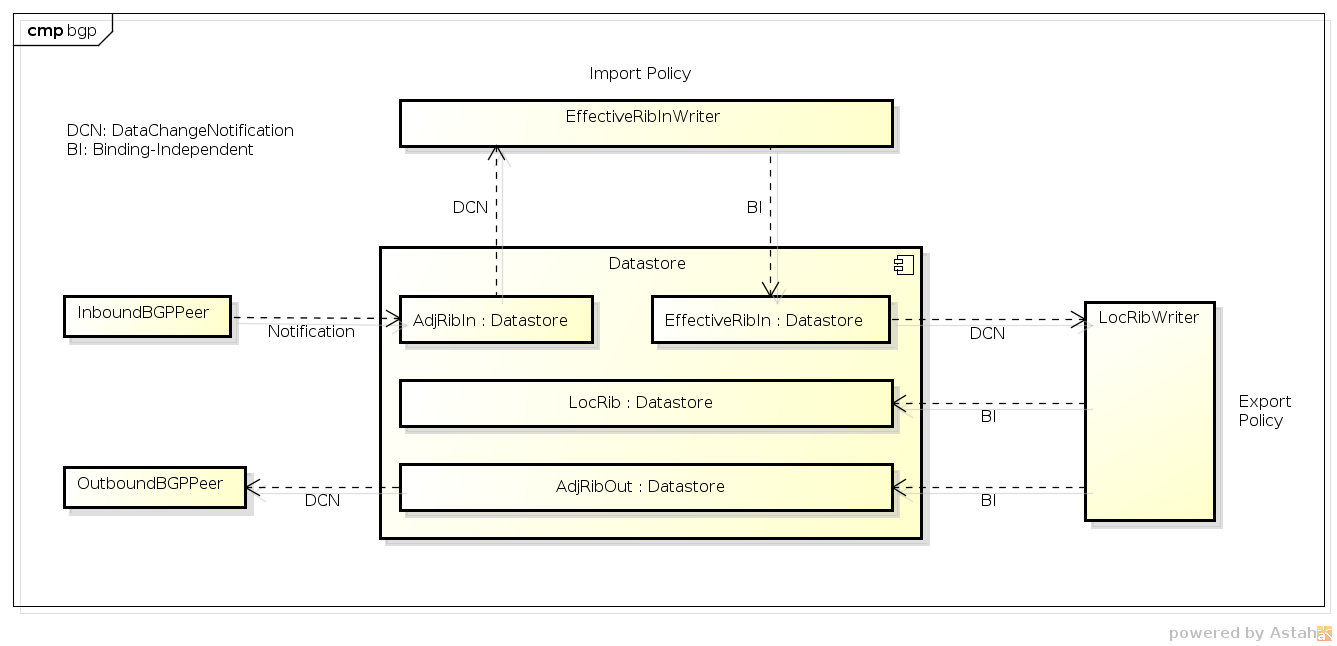 cmp bgp
Import Policy
EffectiveRibInWriter
DCN: DataChangeNotification
BI: Binding-Independent
DCN
BI
Datastore
InboundBGPPeer
Notification
AdjRibIn : Datastore
EffectiveRibIn : Datastore
DCN
LocRibWriter
LocRib : Datastore
BI
Export
Policy
OutboundBGPPeer
DCN
AdjRibOut : Datastore
BI
powered by Astah